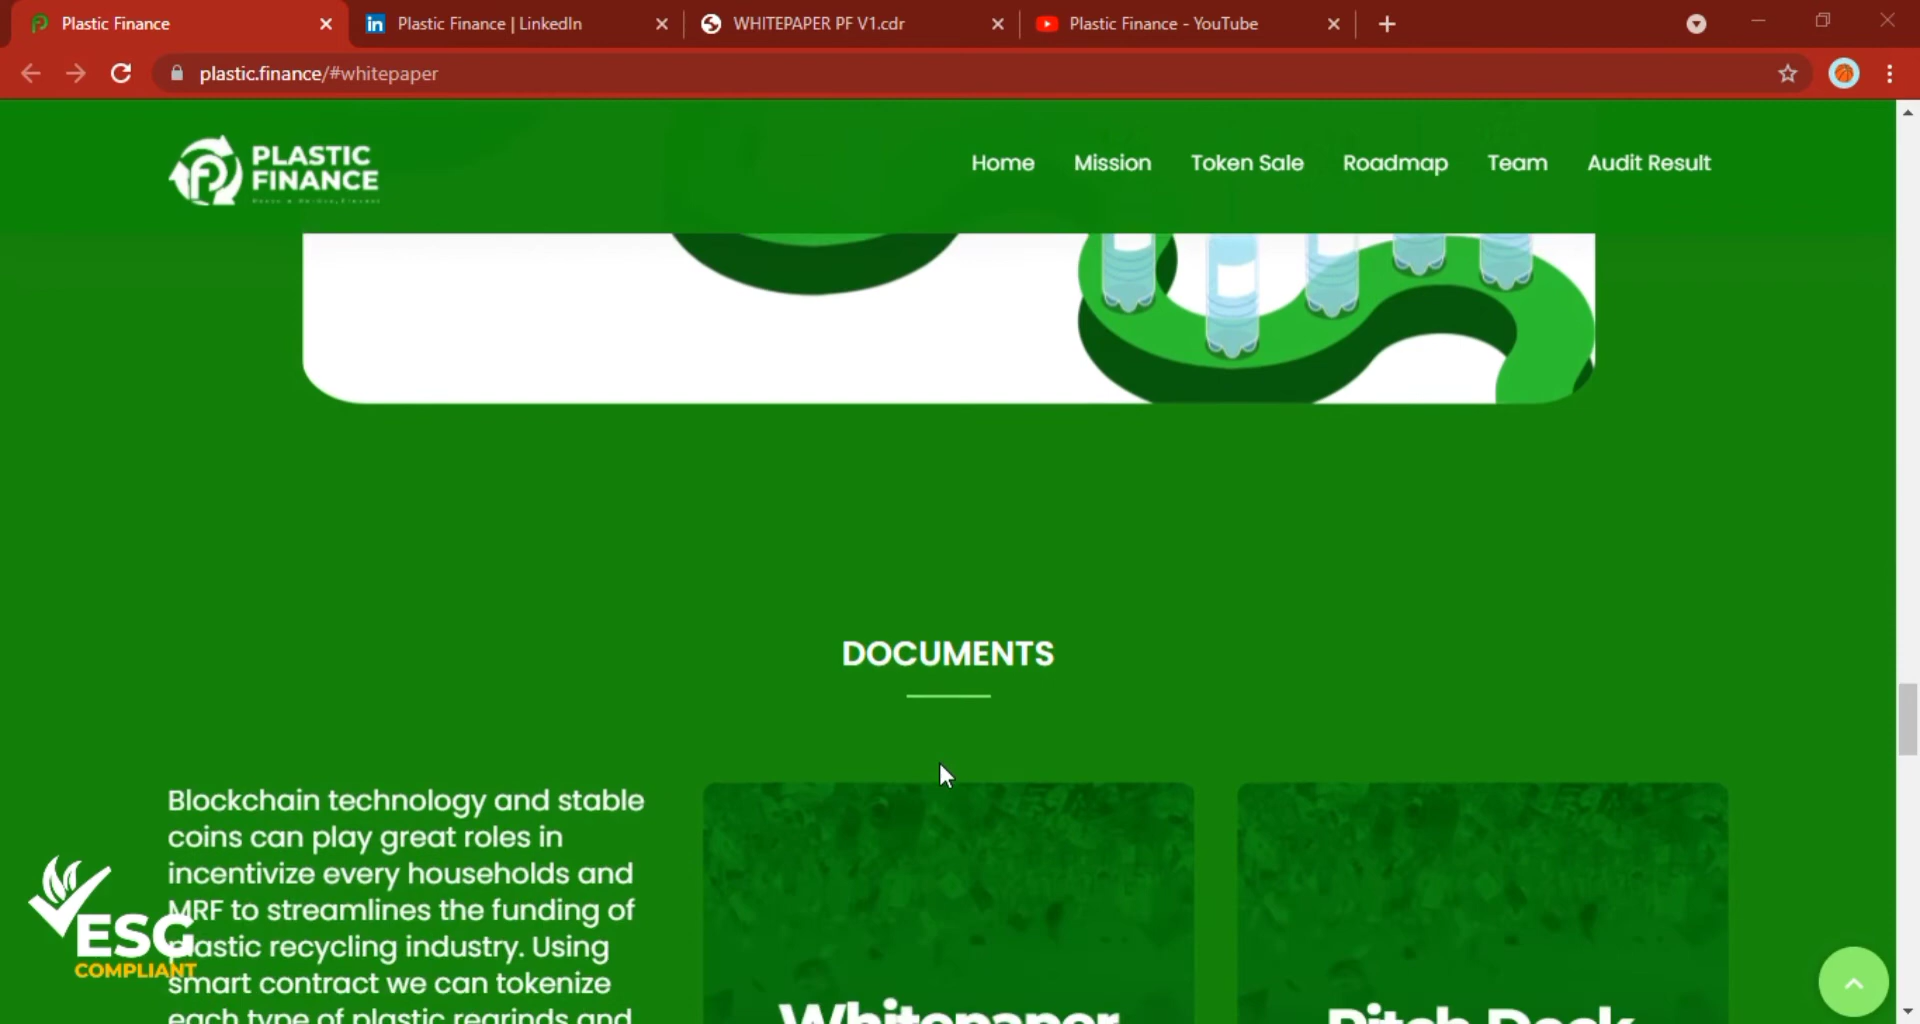 Plastic Finance
Plastic Finance | LinkedIn
WHITEPAPER PF V1.cdr
Plastic Finance - YouTube
plastic.finance/#whitepaper
PLASTIC
FINANCE
Home
Mission
Token Sale
Roadmap
Team
Audit Result
DOCUMENTS
Blockchain technology and stable
coins can play great roles in
incentivize every households and
MRF to streamlines the funding of
plastic recycling industry. Using
smart contract we can tokenize
each type of plastic regrinds and
ESG
COMPLIANT
Whitepaper
Pitch Deck